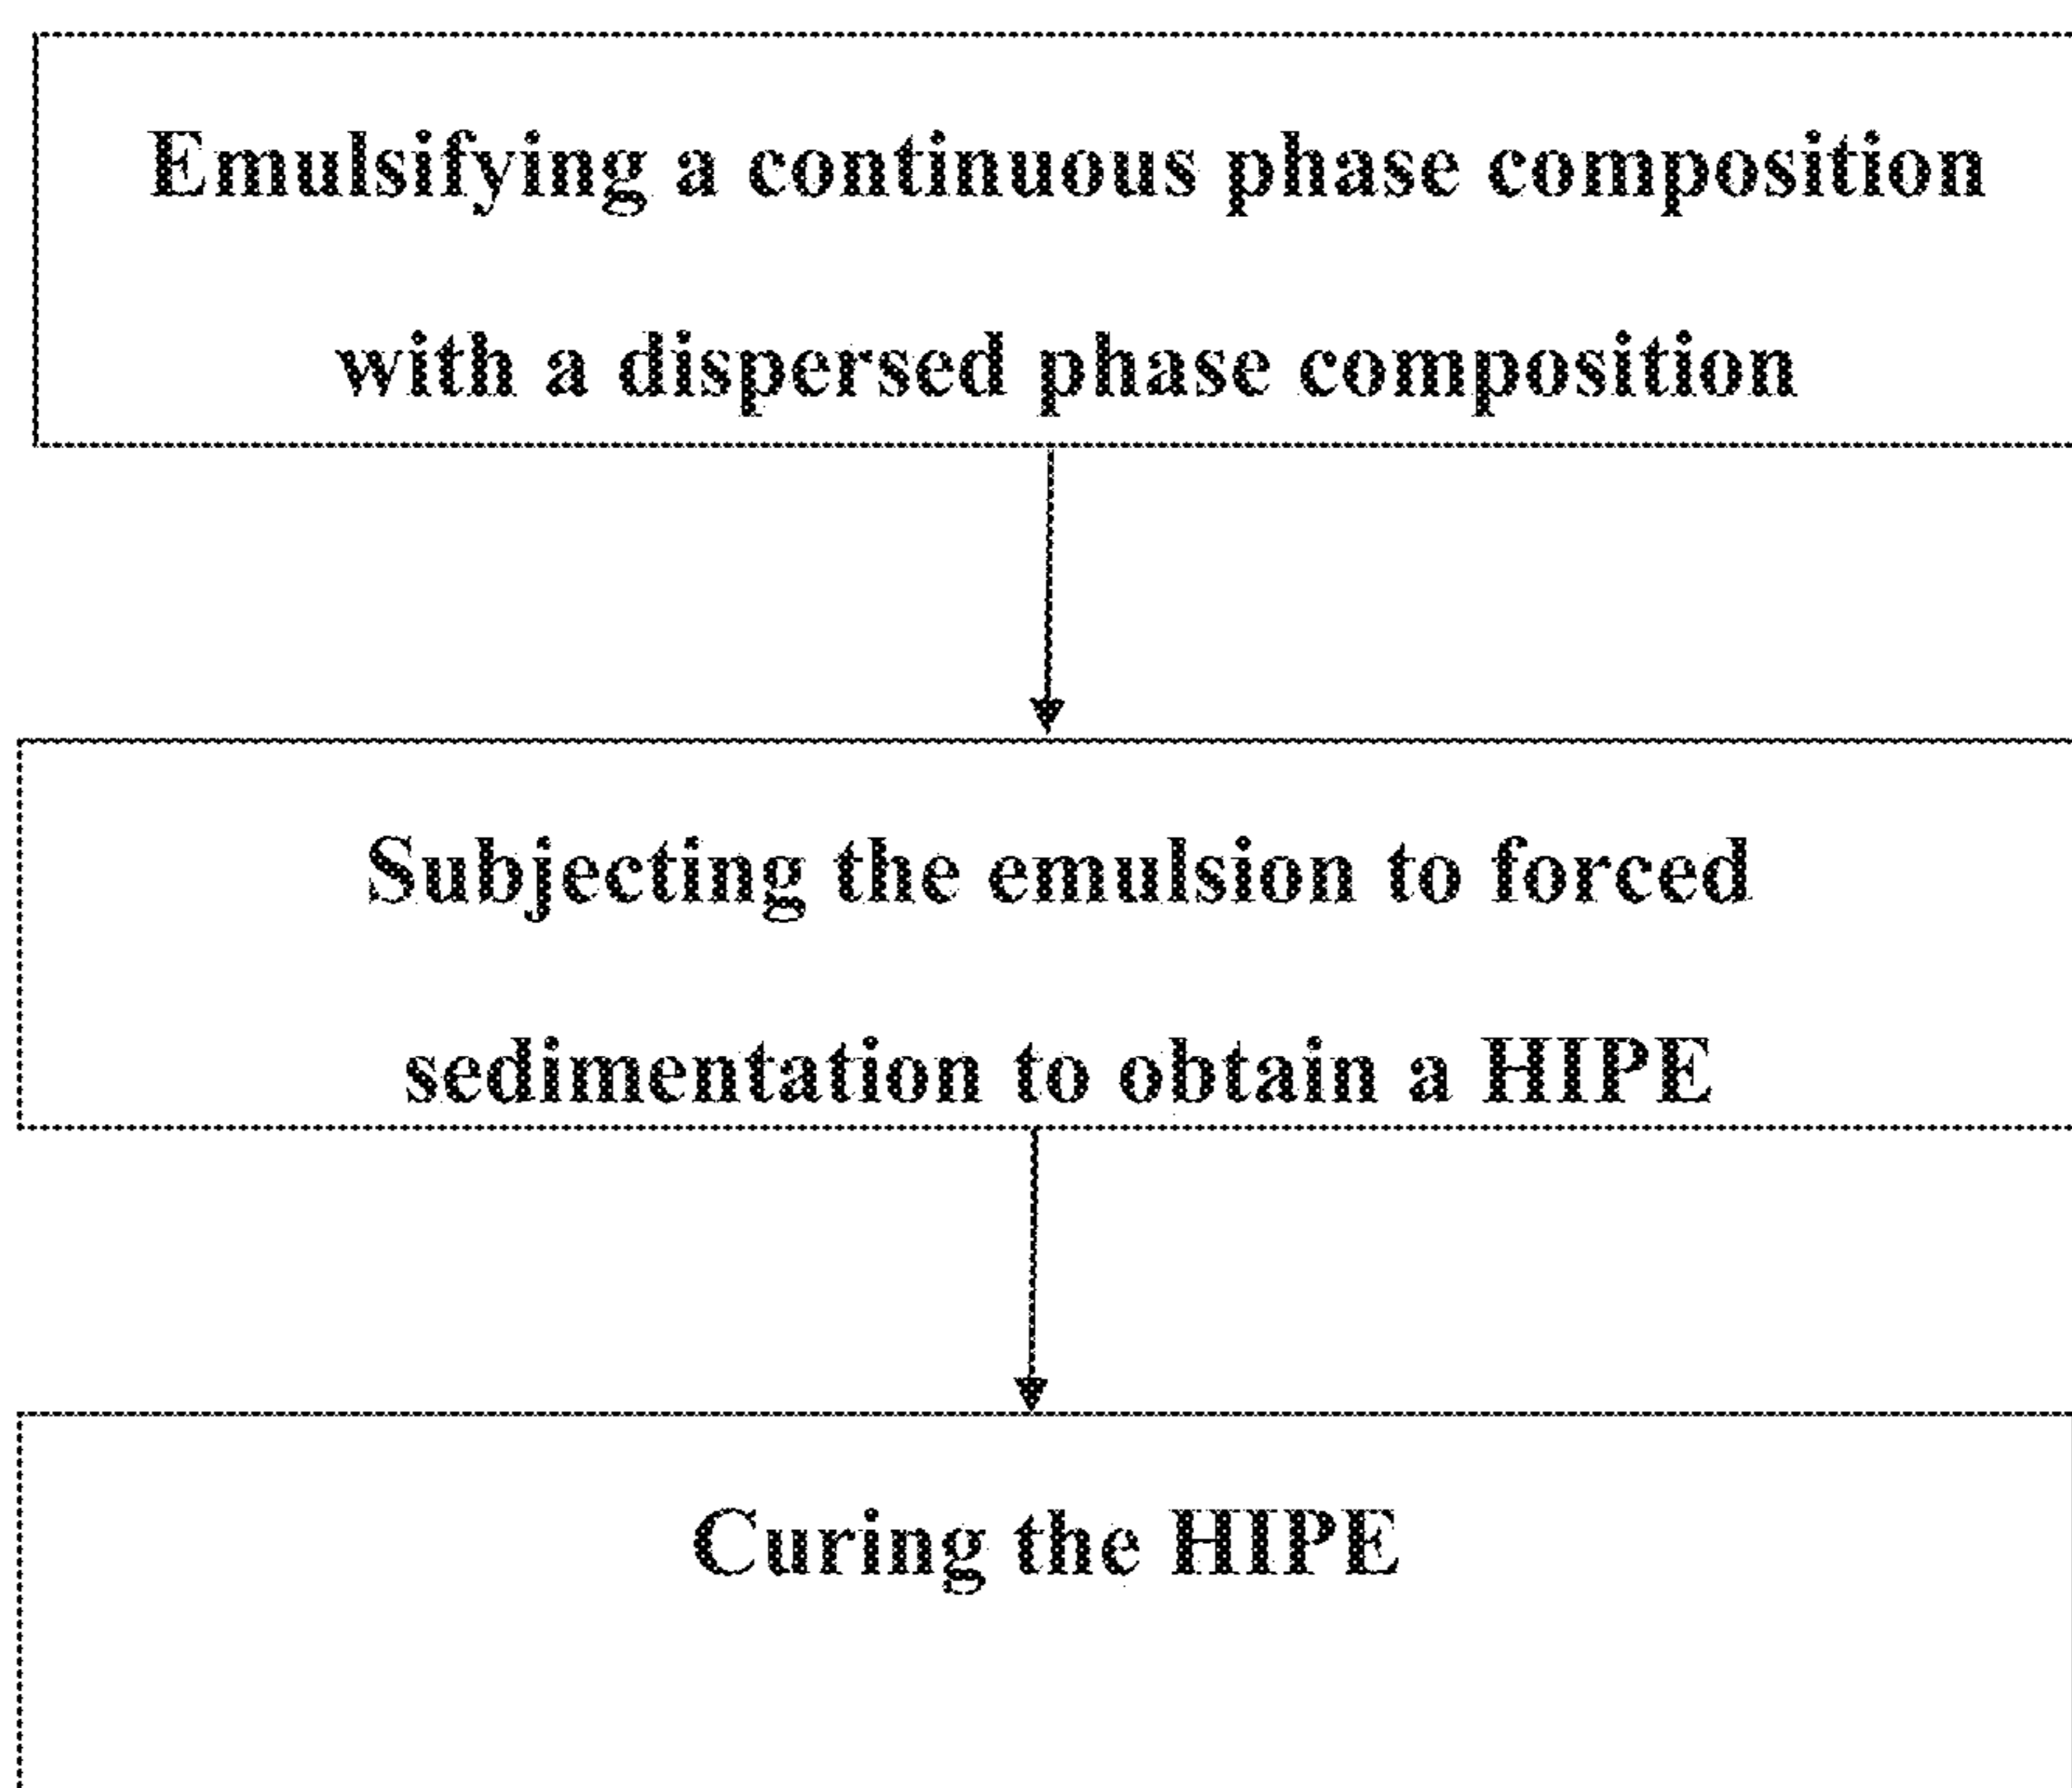 Emulsifying a continuous phase composition
with a dispersed phase composition
Subjecting the emulsion to forced
sedimentation to obtain a HIPE
Curing the HIPE